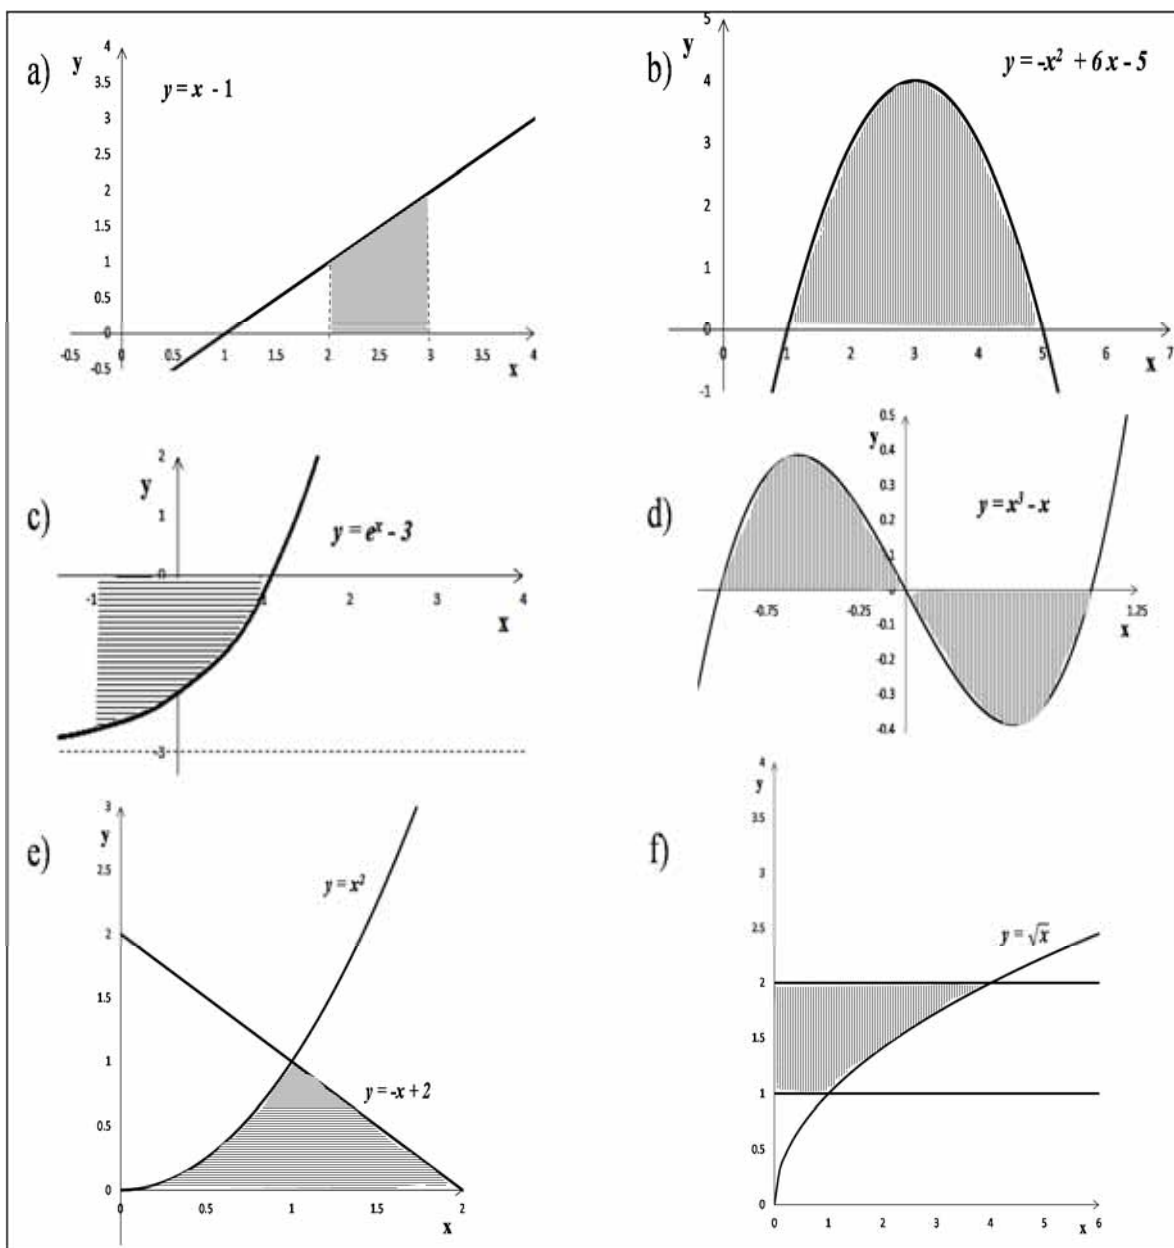 a)
y
y = x - 1
4
3.5
3
2.5
2
1.5
1
0.5
0
-0.5
-0.5 0 0.5 1 1.5 2 2.5 3 3.5 4
x
b)
y
y = -x² + 6x - 5
5
4
3
2
1
0
-1
0 1 2 3 4 5 6 7
x
c)
y
y = eˣ - 3
2
1
0
-3
-1 1 2 3 4
x
d)
y
y = x³ - x
0.5
0.4
0.3
0.2
0.1
0
-0.1
-0.2
-0.3
-0.4
-0.75 -0.25 1.25
x
e)
y
y = x²
y = -x + 2
3
2.5
2
1.5
1
0.5
0
0 0.5 1 1.5 2
x
f)
y
y = √x
4
3.5
3
2.5
2
1.5
1
0.5
0
0 1 2 3 4 5 6
x